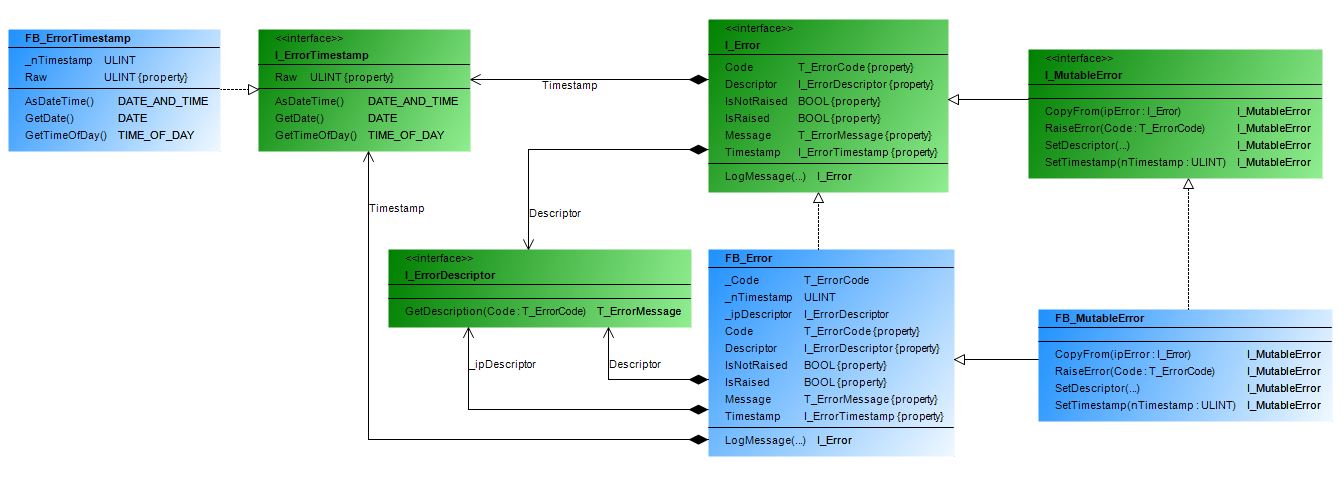 FB_ErrorTimestamp
_nTimestamp ULINT
Raw ULINT {property}
AsDateTime() DATE_AND_TIME
GetDate() DATE
GetTimeOfDay() TIME_OF_DAY
<<interface>>
I_ErrorTimestamp
Raw ULINT {property}
AsDateTime() DATE_AND_TIME
GetDate() DATE
GetTimeOfDay() TIME_OF_DAY
Timestamp
<<interface>>
I_Error
Code T_ErrorCode {property}
Descriptor I_ErrorDescriptor {property}
IsNotRaised BOOL {property}
IsRaised BOOL {property}
Message T_ErrorMessage {property}
Timestamp I_ErrorTimestamp {property}
LogMessage(...) I_Error
<<interface>>
I_MutableError
CopyFrom(ipError : I_Error) I_MutableError
RaiseError(Code : T_ErrorCode) I_MutableError
SetDescriptor(...) I_MutableError
SetTimestamp(nTimestamp : ULINT) I_MutableError
Timestamp
Descriptor
<<interface>>
I_ErrorDescriptor
GetDescription(Code : T_ErrorCode) T_ErrorMessage
_ipDescriptor
Descriptor
FB_Error
_Code T_ErrorCode
_nTimestamp ULINT
_ipDescriptor I_ErrorDescriptor
Code T_ErrorCode {property}
Descriptor I_ErrorDescriptor {property}
IsNotRaised BOOL {property}
IsRaised BOOL {property}
Message T_ErrorMessage {property}
Timestamp I_ErrorTimestamp {property}
LogMessage(...) I_Error
FB_MutableError
CopyFrom(ipError : I_Error) I_MutableError
RaiseError(Code : T_ErrorCode) I_MutableError
SetDescriptor(...) I_MutableError
SetTimestamp(nTimestamp : ULINT) I_MutableError